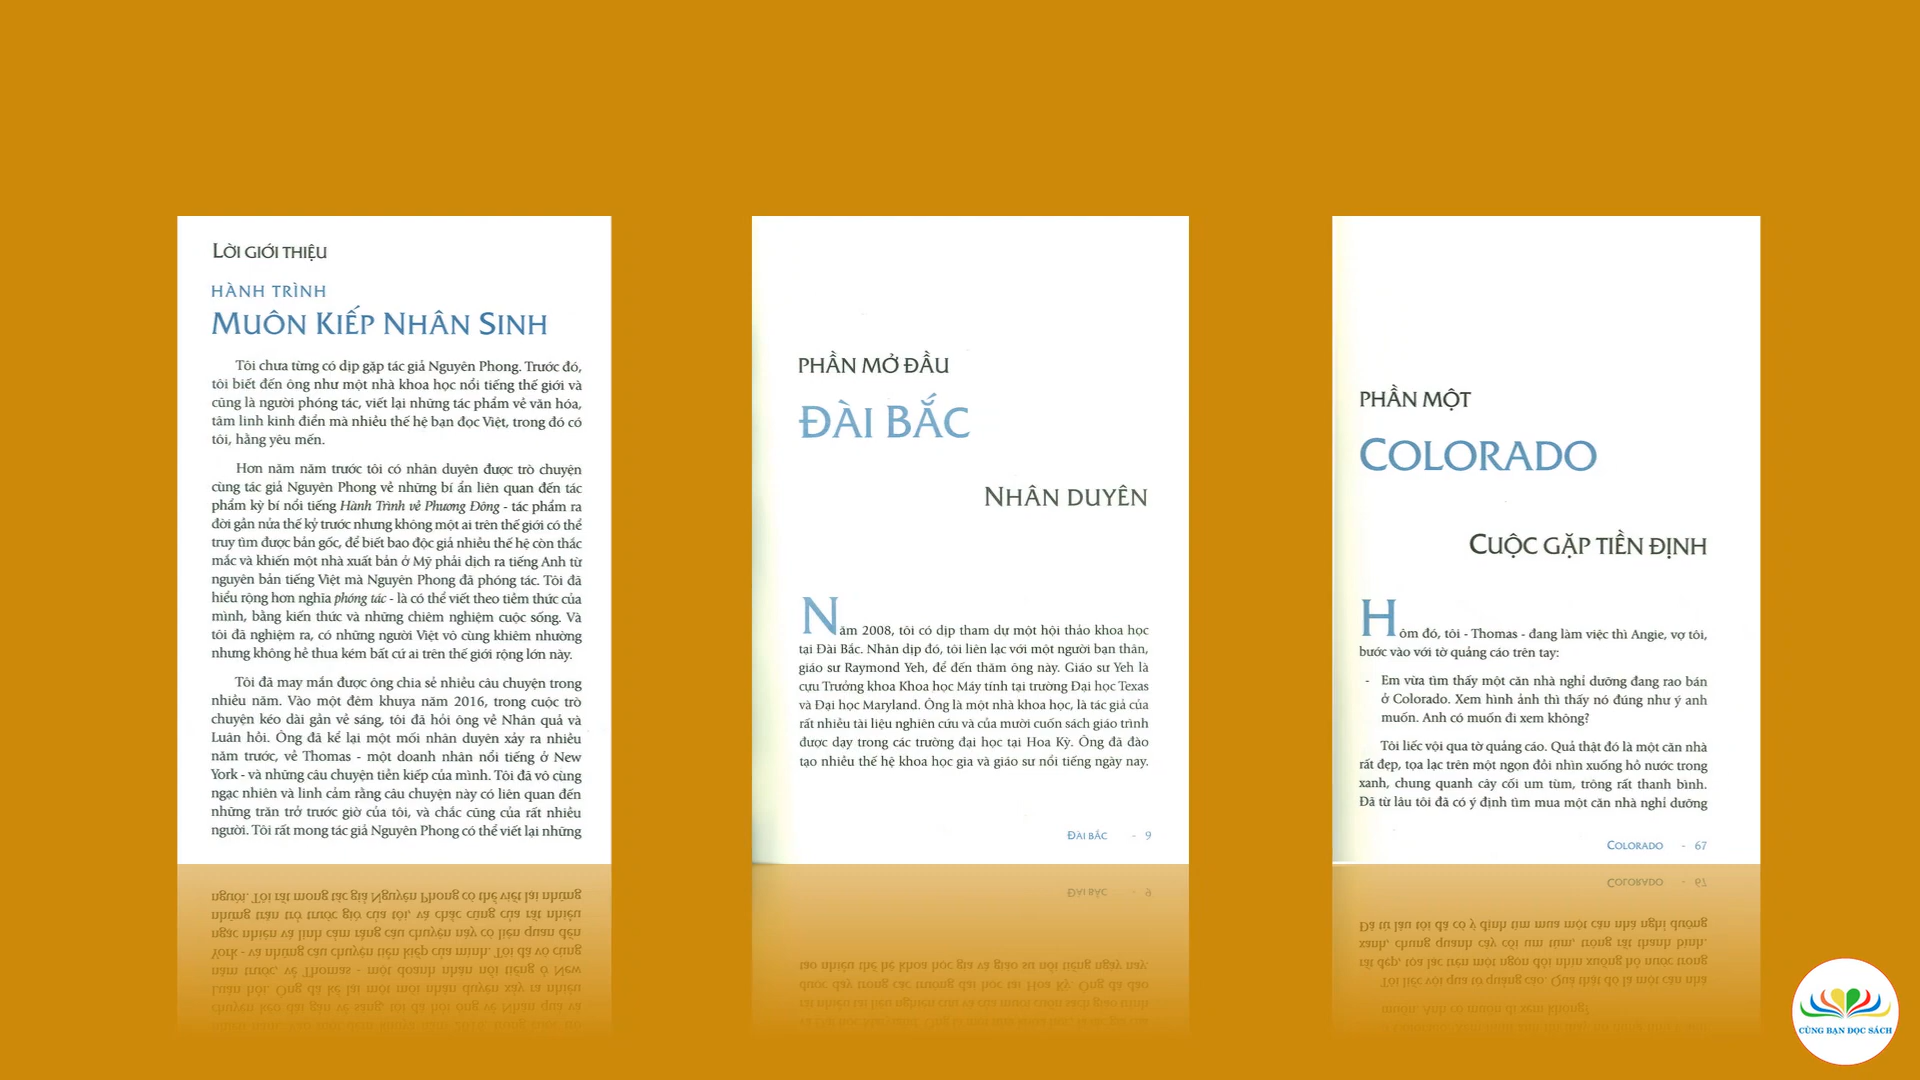 LỜI GIỚI THIỆU
HÀNH TRÌNH
MUÔN KIẾP NHÂN SINH
Tôi chưa từng có dịp gặp tác giả Nguyên Phong. Trước đó,
tôi biết đến ông như một nhà khoa học nổi tiếng thế giới và
cũng là người phóng tác, viết lại những tác phẩm về văn hóa,
tâm linh kinh điển mà nhiều thế hệ bạn đọc Việt, trong đó có
tôi, hằng yêu mến.
Hơn năm năm trước tôi có nhân duyên được trò chuyện
cùng tác giả Nguyên Phong về những bí ẩn liên quan đến tác
phẩm kỳ bí nổi tiếng Hành Trình về Phương Đông - tác phẩm ra
đời gần nửa thế kỷ trước nhưng không một ai trên thế giới có thể
truy tìm được bản gốc, để biết bao độc giả nhiều thế hệ còn thắc
mắc và khiến một nhà xuất bản ở Mỹ phải dịch ra tiếng Anh từ
nguyên bản tiếng Việt mà Nguyên Phong đã phóng tác. Tôi đã
hiểu rộng hơn nghĩa phóng tác - là có thể viết theo tiềm thức của
mình, bằng kiến thức và những chiêm nghiệm cuộc sống. Và
tôi đã nghiệm ra, có những người Việt vô cùng khiêm nhường
nhưng không hề thua kém bất cứ ai trên thế giới rộng lớn này.
Tôi đã may mắn được ông chia sẻ nhiều câu chuyện trong
nhiều năm. Vào một đêm khuya năm 2016, trong cuộc trò
chuyện kéo dài gần về sáng, tôi đã hỏi ông về Nhân quả và
Luân hồi. Ông đã kể lại một mối nhân duyên xảy ra nhiều
năm trước, về Thomas - một doanh nhân nổi tiếng ở New
York - và những câu chuyện tiền kiếp của mình. Tôi đã vô cùng
ngạc nhiên và linh cảm rằng câu chuyện này có liên quan đến
những trăn trở trước giờ của tôi, và chắc cũng của rất nhiều
người. Tôi rất mong tác giả Nguyên Phong có thể viết lại những
PHẦN MỞ ĐẦU
ĐÀI BẮC
NHÂN DUYÊN
Năm 2008, tôi có dịp tham dự một hội thảo khoa học
tại Đài Bắc. Nhân dịp đó, tôi liên lạc với một người bạn thân,
giáo sư Raymond Yeh, để đến thăm ông này. Giáo sư Yeh là
cựu Trưởng khoa Khoa học Máy tính tại trường Đại học Texas
và Đại học Maryland. Ông là một nhà khoa học, là tác giả của
rất nhiều tài liệu nghiên cứu và của mười cuốn sách giáo trình
được dạy trong các trường đại học tại Hoa Kỳ. Ông đã đào
tạo nhiều thế hệ khoa học gia và giáo sư nổi tiếng ngày nay.
ĐÀI BẮC - 9
PHẦN MỘT
COLORADO
CUỘC GẶP TIỀN ĐỊNH
Hôm đó, tôi - Thomas - đang làm việc thì Angie, vợ tôi,
bước vào với tờ quảng cáo trên tay:
- Em vừa tìm thấy một căn nhà nghỉ dưỡng đang rao bán
ở Colorado. Xem hình ảnh thì thấy nó đúng như ý anh
muốn. Anh có muốn đi xem không?
Tôi liếc vội qua tờ quảng cáo. Quả thật đó là một căn nhà
rất đẹp, tọa lạc trên một ngọn đồi nhìn xuống hồ nước trong
xanh, chung quanh cây cối um tùm, trông rất thanh bình.
Đã từ lâu tôi đã có ý định tìm mua một căn nhà nghỉ dưỡng
COLORADO - 67
CÙNG BẠN ĐỌC SÁCH